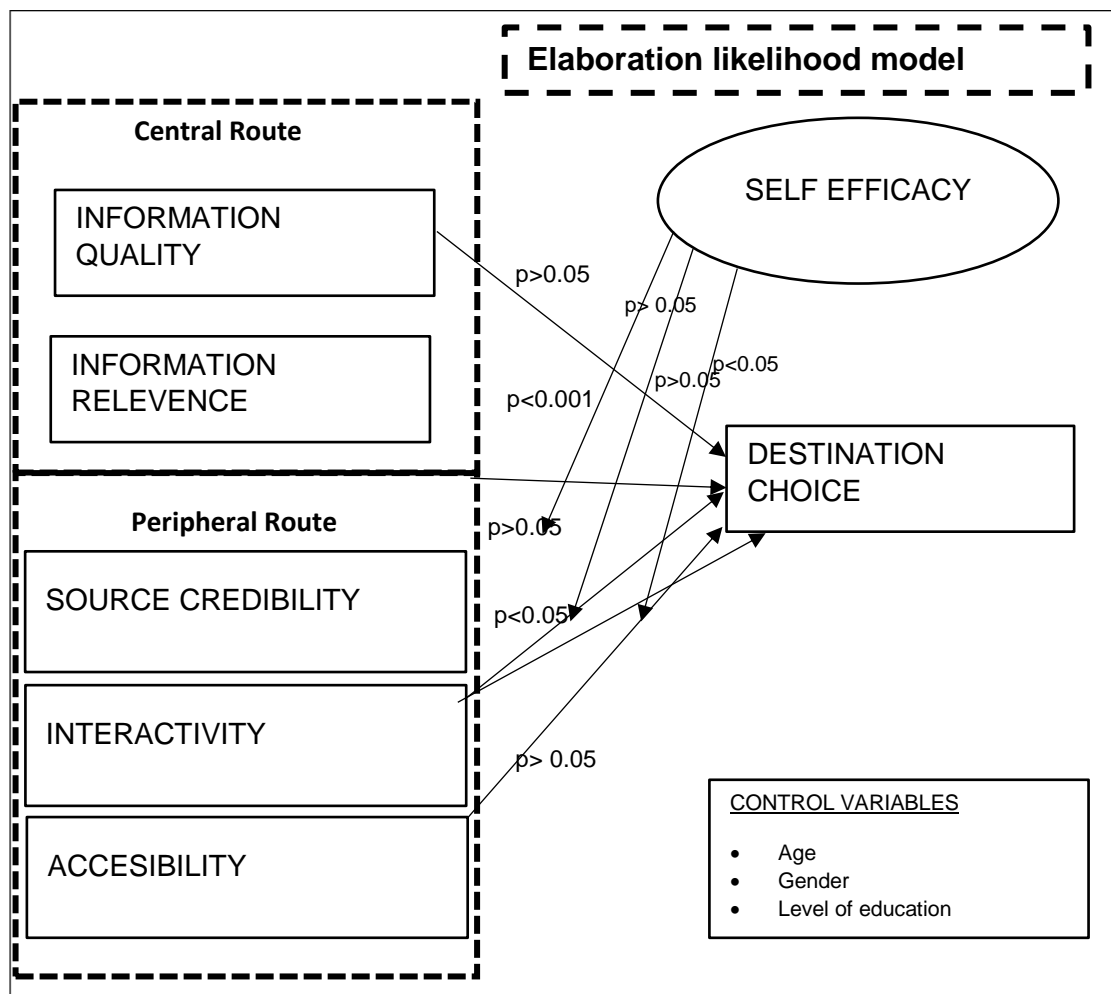 Elaboration likelihood model
Central Route
INFORMATION
QUALITY
INFORMATION
RELEVENCE
Peripheral Route
SOURCE CREDIBILITY
INTERACTIVITY
ACCESIBILITY
SELF EFFICACY
p>0.05
p> 0.05
p<0.05
p>0.05
p<0.001
p>0.05
p<0.05
p> 0.05
DESTINATION
CHOICE
CONTROL VARIABLES
• Age
• Gender
• Level of education